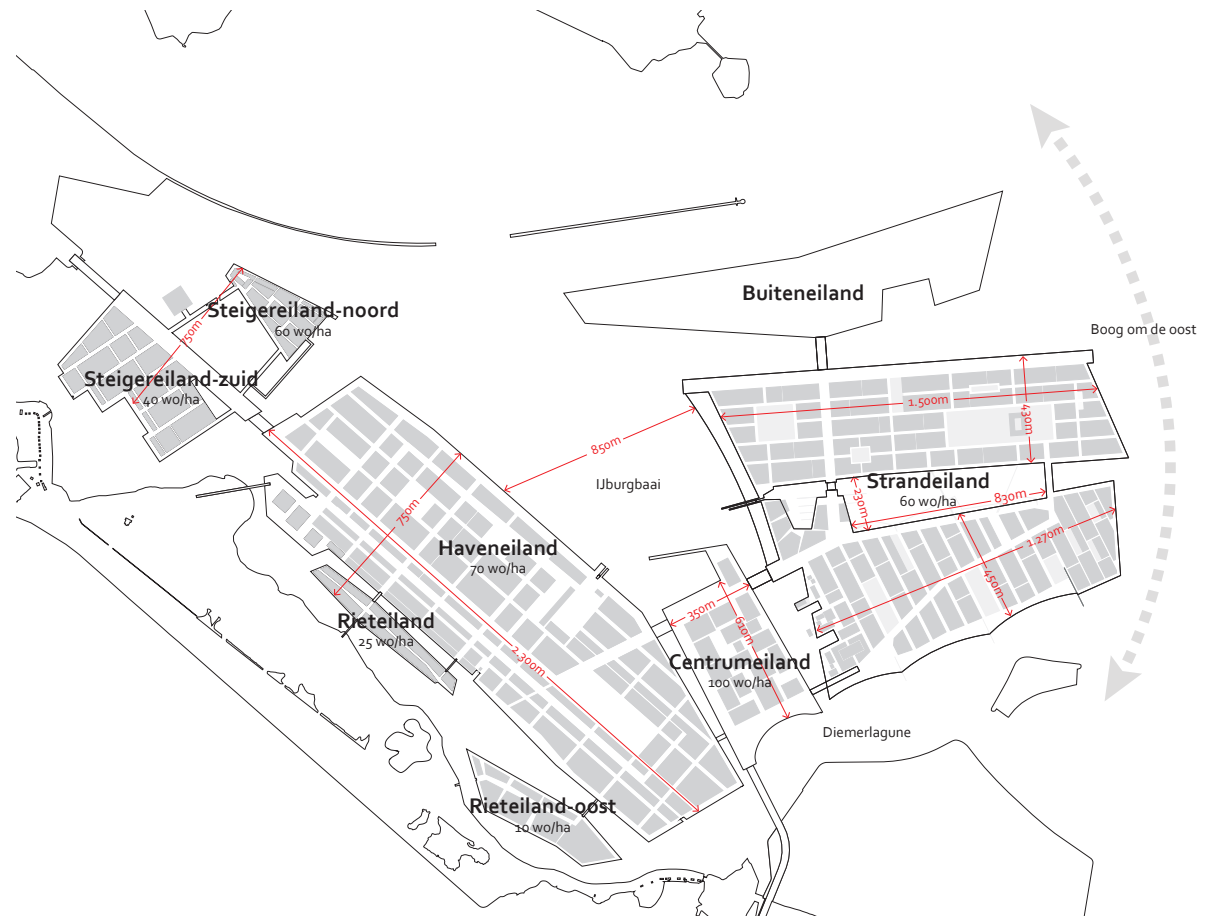 Buiteneiland
Steigereiland-noord
60 wo/ha
Boog om de oost
750m
Steigereiland-zuid
40 wo/ha
1.500m
430m
850m
IJburgbaai
Strandeiland
60 wo/ha
230m
830m
750m
Haveneiland
70 wo/ha
1.270m
450m
Rieteiland
25 wo/ha
350m
610m
2.300m
Centrumeiland
100 wo/ha
Diemerlagune
Rieteiland-oost
10 wo/ha